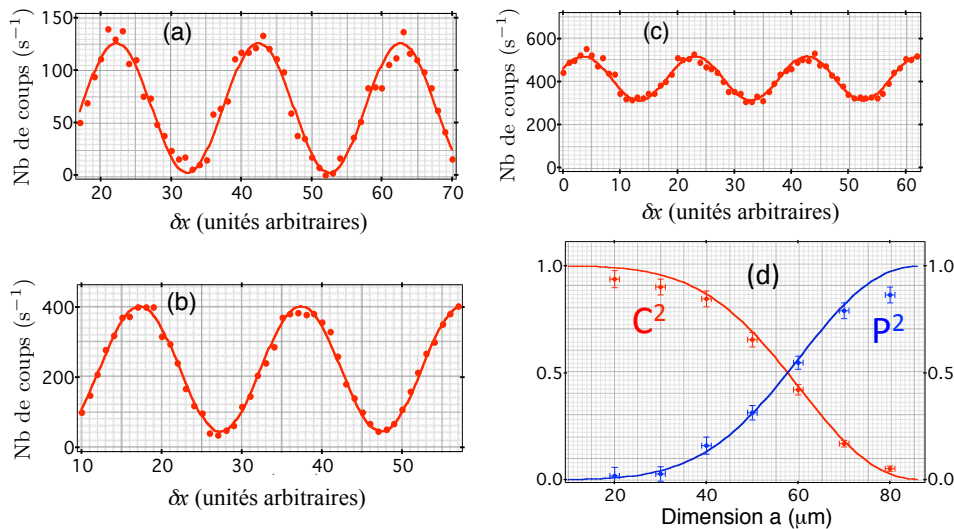 (a)
Nb de coups (s⁻¹)
150
100
50
0
20 30 40 50 60 70
δx (unités arbitraires)
(c)
Nb de coups (s⁻¹)
600
400
200
0
0 10 20 30 40 50 60
δx (unités arbitraires)
(b)
Nb de coups (s⁻¹)
400
200
0
10 20 30 40 50
δx (unités arbitraires)
(d)
1.0 1.0
C² P²
0.5 0.5
0.0 0.0
20 40 60 80
Dimension a (μm)